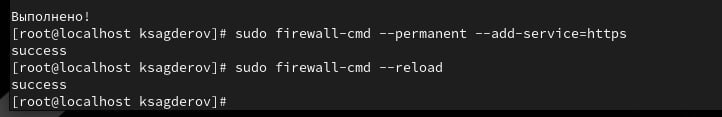 Выполнено!
[root@localhost ksagderov]# sudo firewall-cmd --permanent --add-service=https
success
[root@localhost ksagderov]# sudo firewall-cmd --reload
success
[root@localhost ksagderov]#